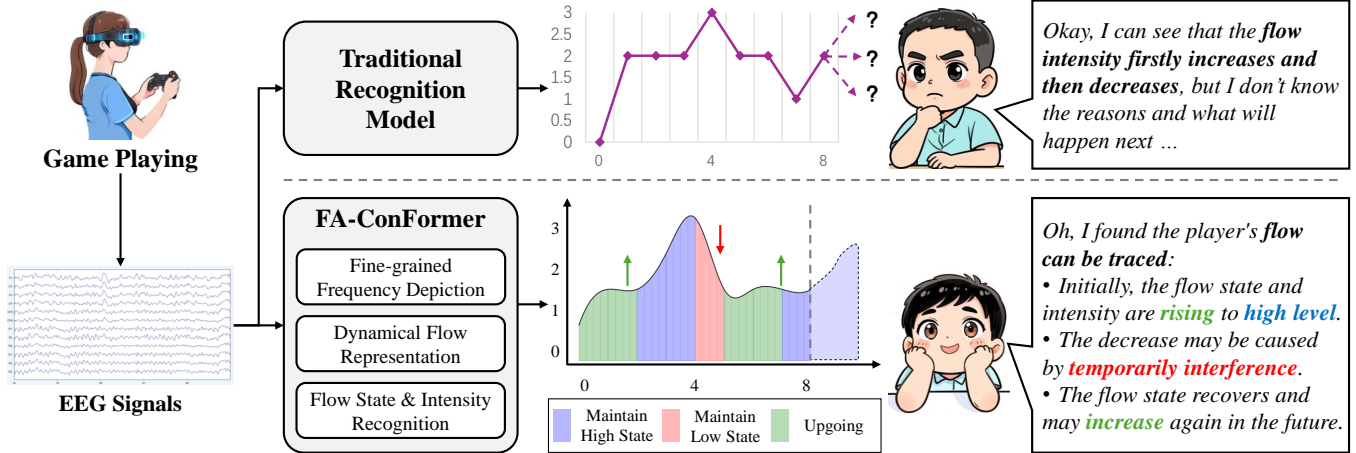 Game Playing
EEG Signals
Traditional
Recognition
Model
3
2.5
2
1.5
1
0.5
0
0
4
8
?
?
?
Okay, I can see that the flow
intensity firstly increases and
then decreases, but I don't know
the reasons and what will
happen next …
FA-ConFormer
Fine-grained
Frequency Depiction
Dynamical Flow
Representation
Flow State & Intensity
Recognition
3
2
1
0
0
4
8
Maintain
High State
Maintain
Low State
Upgoing
Oh, I found the player's flow
can be traced:
• Initially, the flow state and
intensity are rising to high level.
• The decrease may be caused
by temporarily interference.
• The flow state recovers and
may increase again in the future.